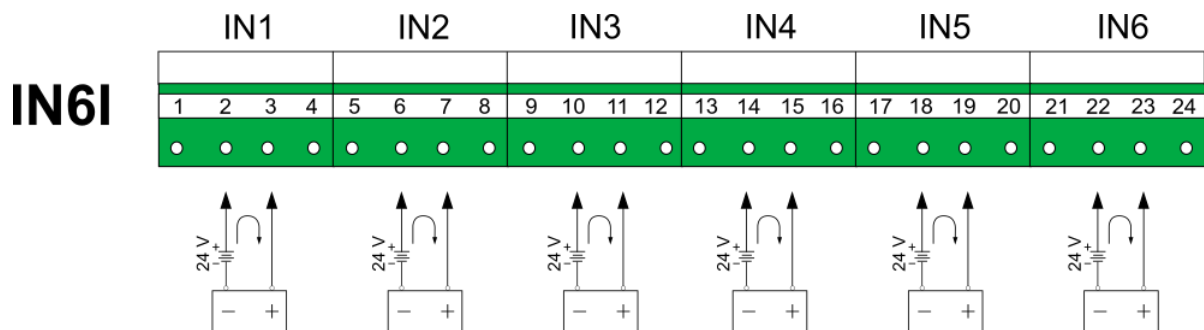 IN1 IN2 IN3 IN4 IN5 IN6
IN6I
1 2 3 4 5 6 7 8 9 10 11 12 13 14 15 16 17 18 19 20 21 22 23 24
24 V + − 24 V + − 24 V + − 24 V + − 24 V + − 24 V + −
− + − + − + − + − + − +